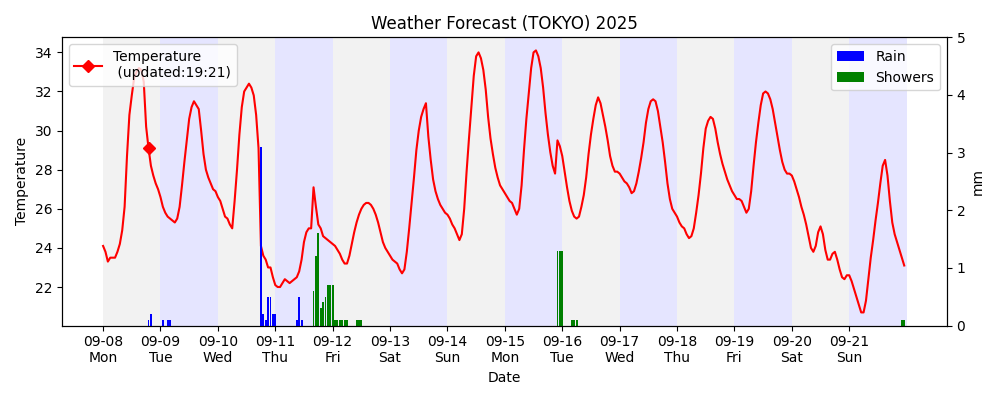 Weather Forecast (TOKYO) 2025
Temperature
(updated:19:21)
Rain
Showers
Temperature
34
32
30
28
26
24
22
5
4
3
2
1
0
mm
09-08 09-09 09-10 09-11 09-12 09-13 09-14 09-15 09-16 09-17 09-18 09-19 09-20 09-21
Mon Tue Wed Thu Fri Sat Sun Mon Tue Wed Thu Fri Sat Sun
Date